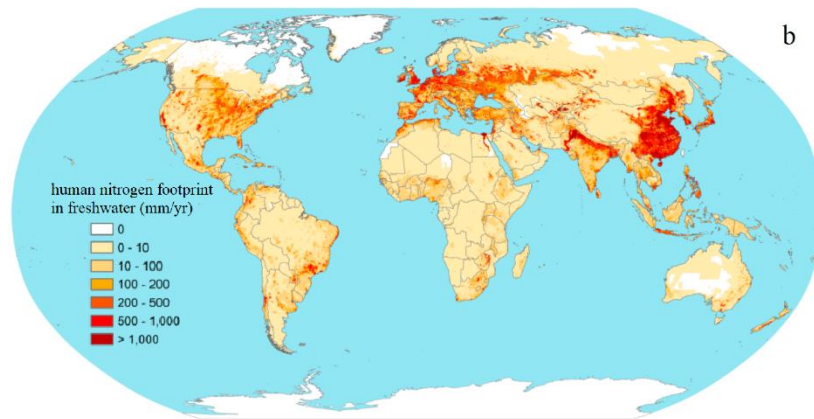 b
human nitrogen footprint
in freshwater (mm/yr)
0
0 - 10
10 - 100
100 - 200
200 - 500
500 - 1,000
> 1,000